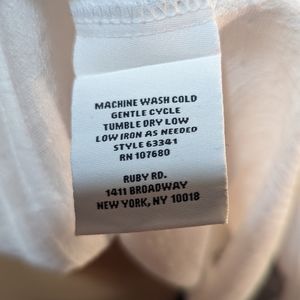 MACHINE WASH COLD
GENTLE CYCLE
TUMBLE DRY LOW
LOW IRON AS NEEDED
STYLE 63341
RN 107680
RUBY RD.
1411 BROADWAY
NEW YORK, NY 10018